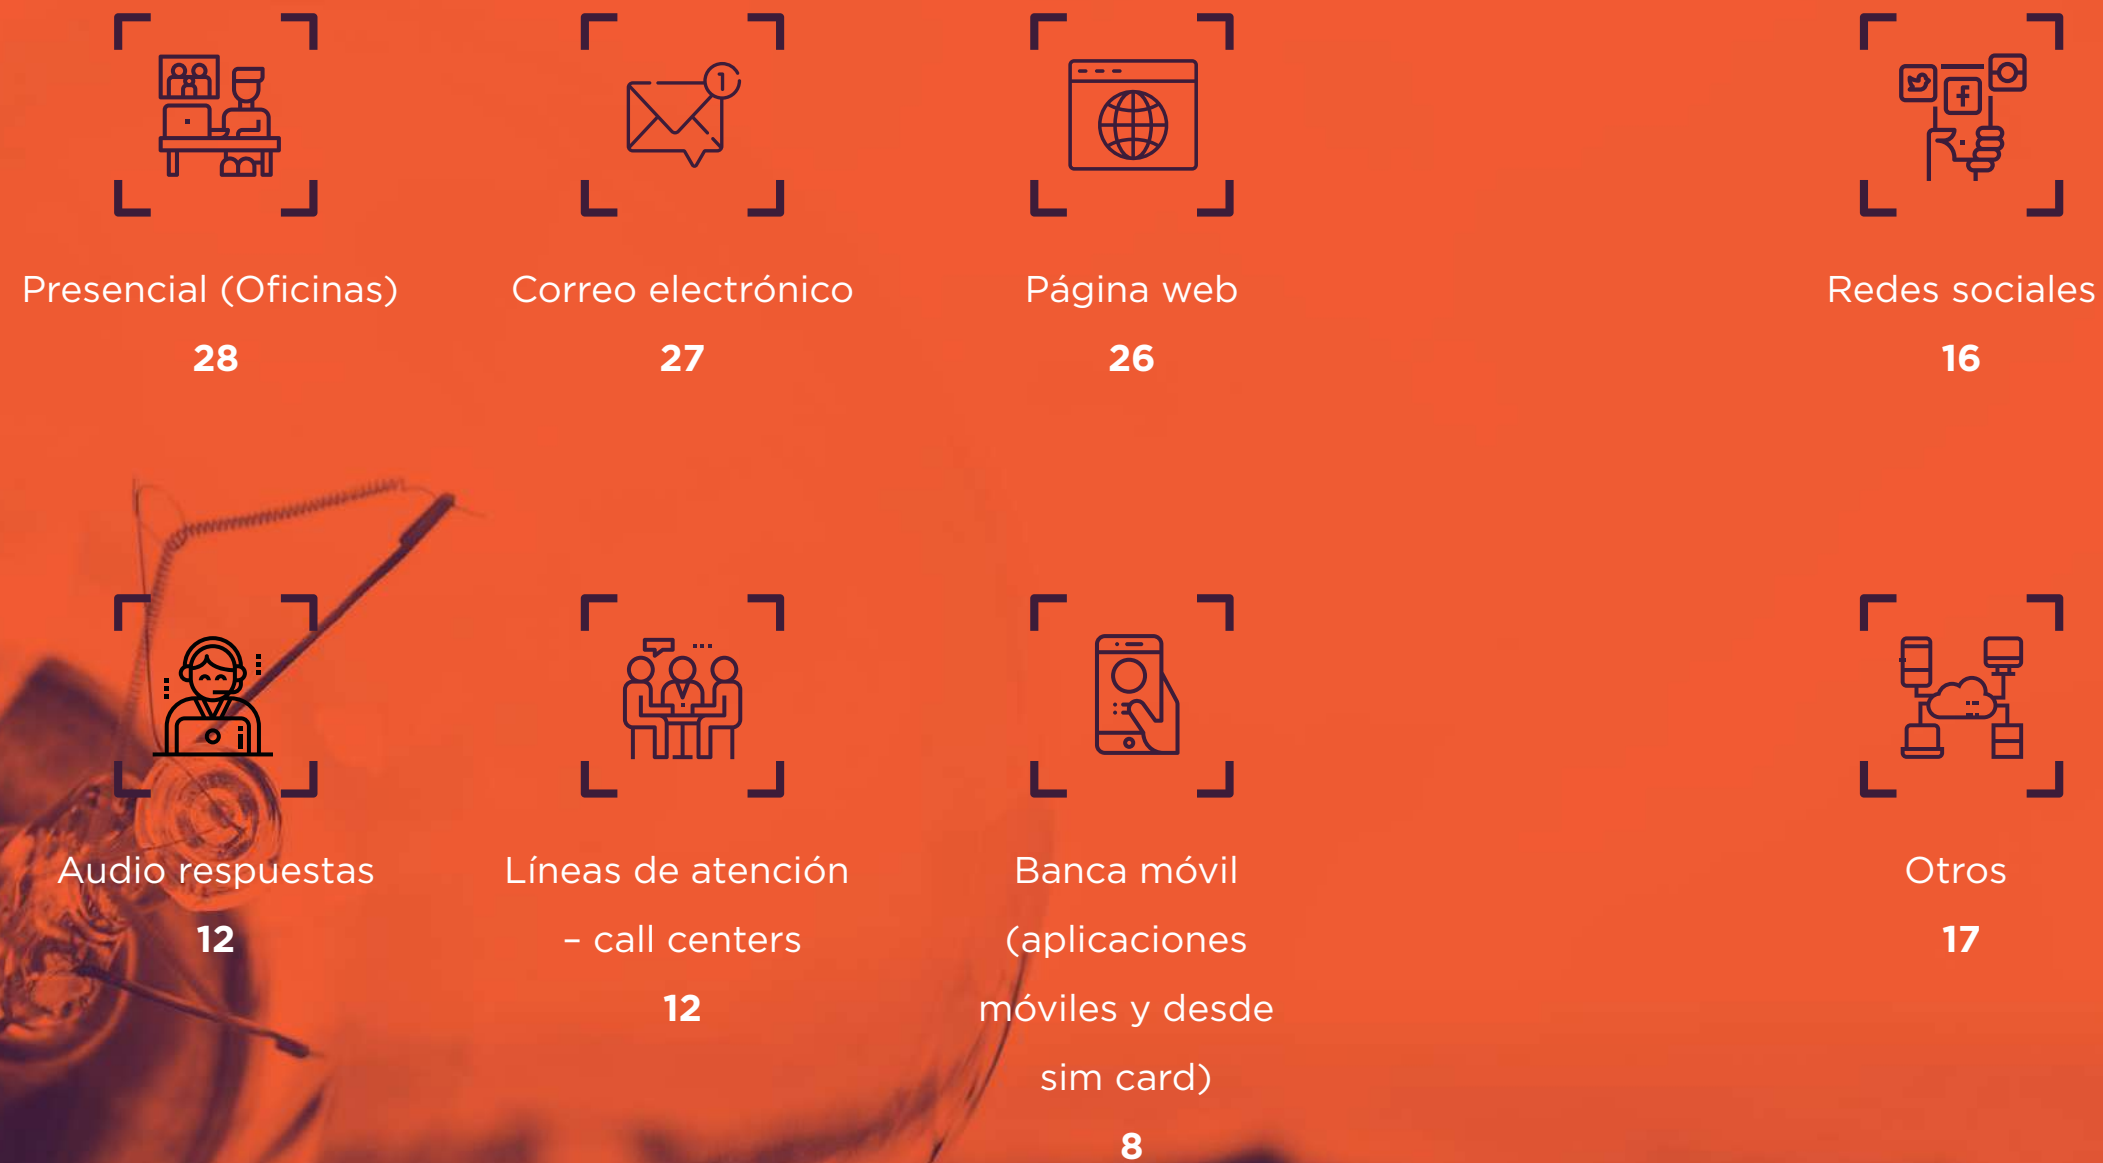 1
Presencial (Oficinas)
28
Correo electrónico
27
Página web
26
Redes sociales
16
Audio respuestas
12
Líneas de atención
– call centers
12
Banca móvil
(aplicaciones
móviles y desde
sim card)
8
Otros
17